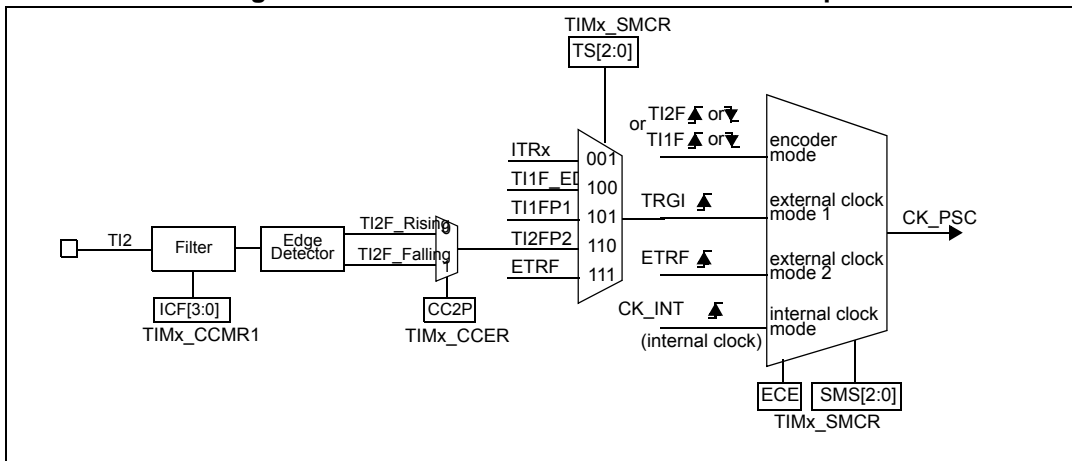 TIMx_SMCR
TS[2:0]
or TI2F or
TI1F or
encoder
mode
ITRx
001
TI1F_ED
100
TI1FP1
101
TRGI
external clock
mode 1
CK_PSC
TI2
Filter
Edge
Detector
TI2F_Rising
0
TI2F_Falling
1
TI2FP2
110
ETRF
111
ETRF
external clock
mode 2
ICF[3:0]
TIMx_CCMR1
CC2P
TIMx_CCER
CK_INT
(internal clock)
internal clock
mode
ECE
SMS[2:0]
TIMx_SMCR